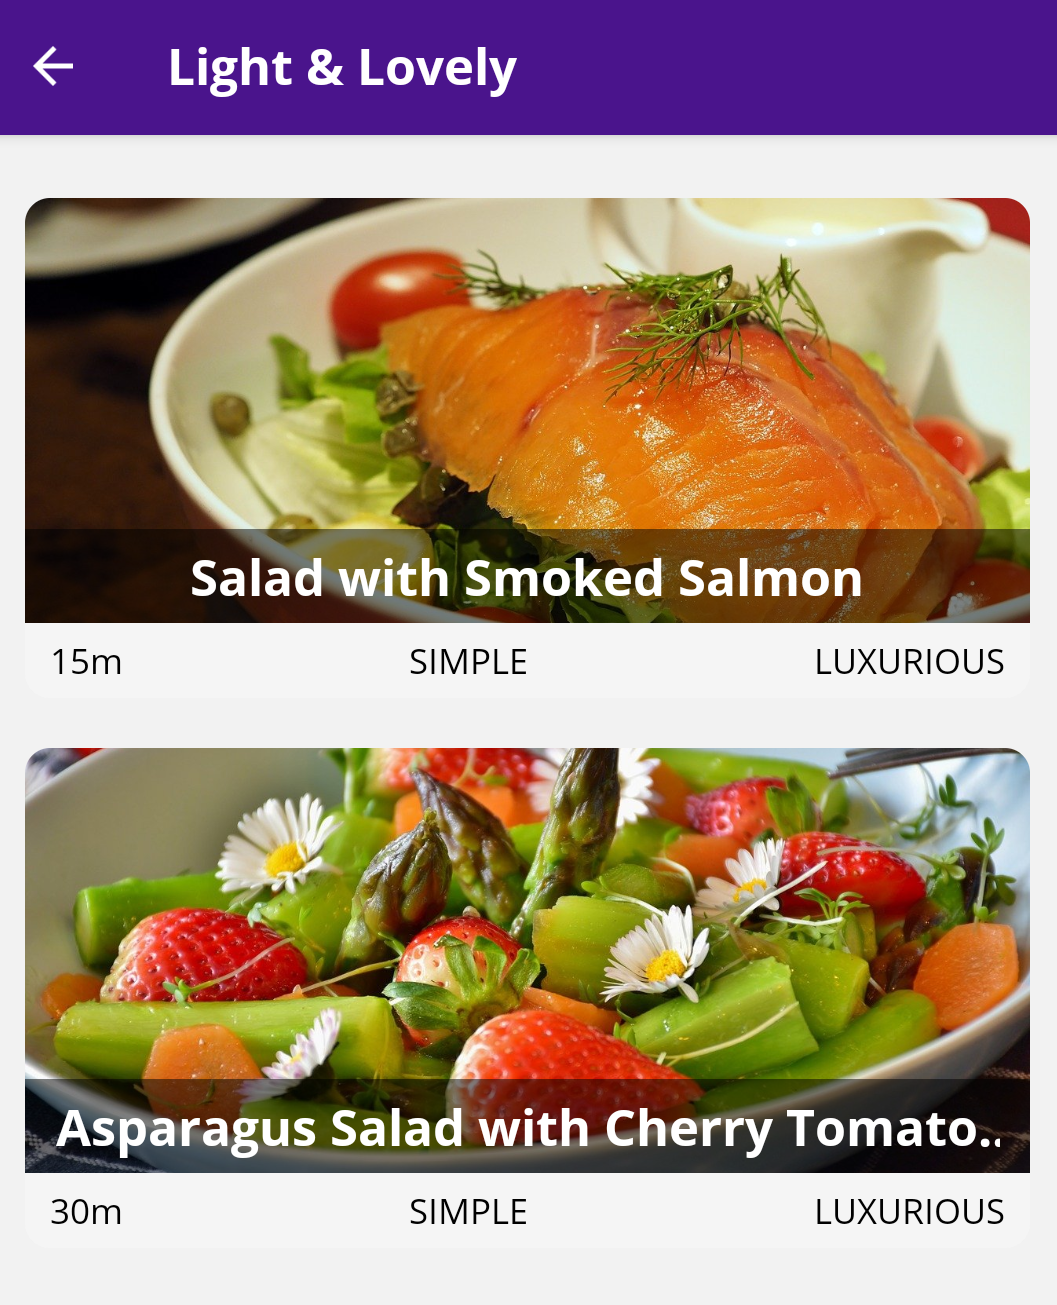 Light & Lovely
Salad with Smoked Salmon
15m SIMPLE LUXURIOUS
Asparagus Salad with Cherry Tomato..
30m SIMPLE LUXURIOUS